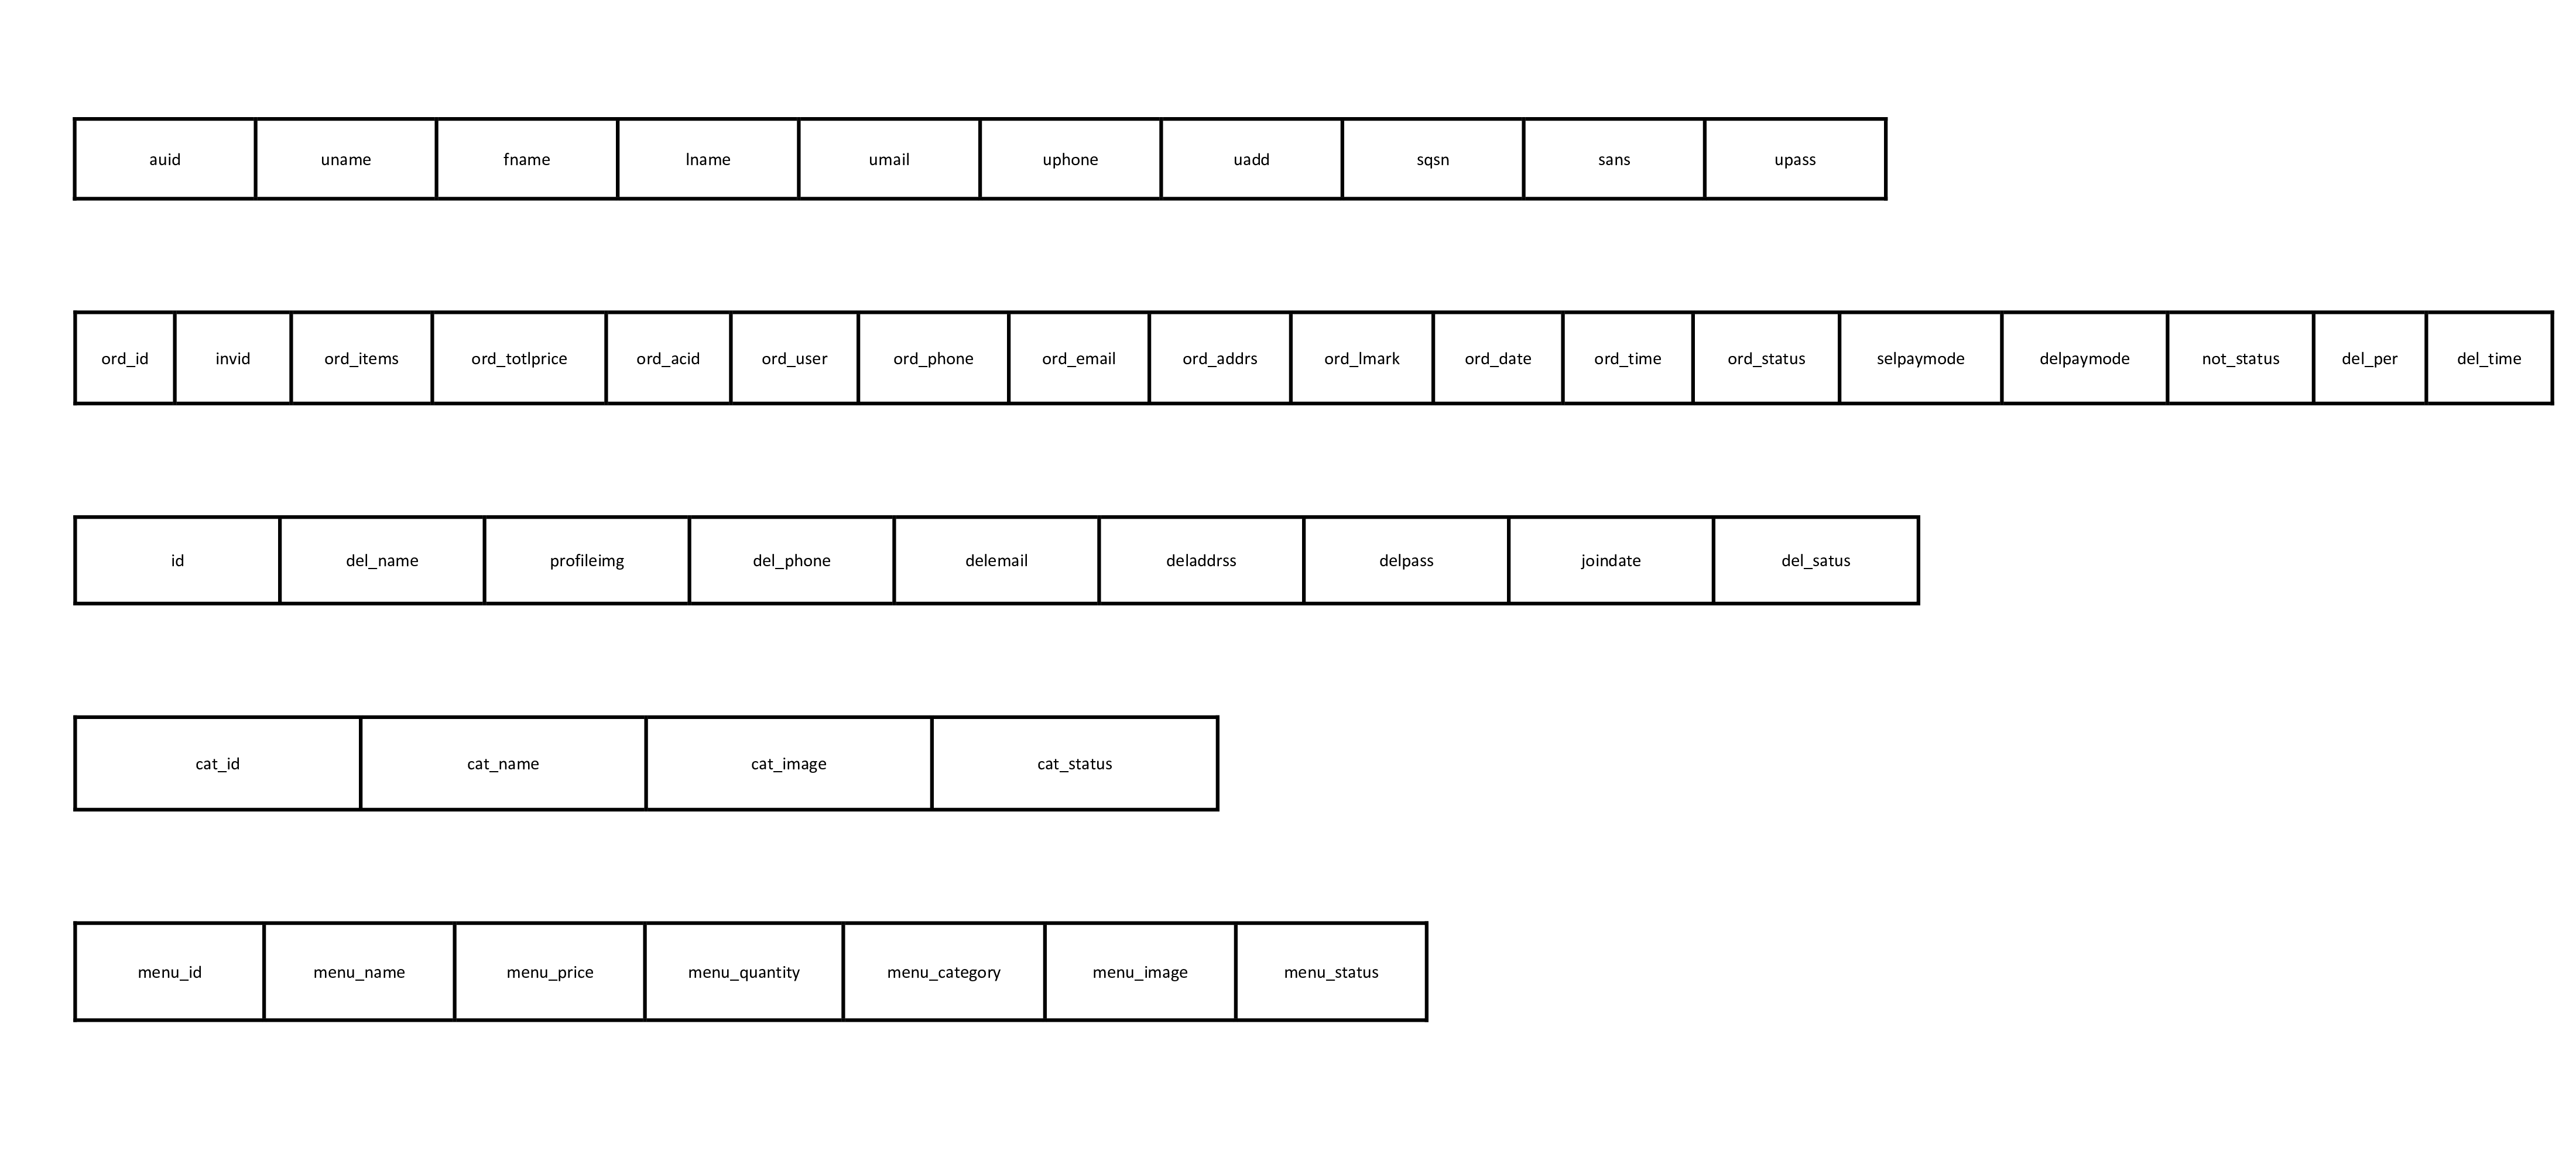 auid uname fname lname umail uphone uadd sqsn sans upass
ord_id invid ord_items ord_totlprice ord_acid ord_user ord_phone ord_email ord_addrs ord_lmark ord_date ord_time ord_status selpaymode delpaymode not_status del_per del_time
id del_name profileimg del_phone delemail deladdrss delpass joindate del_satus
cat_id cat_name cat_image cat_status
menu_id menu_name menu_price menu_quantity menu_category menu_image menu_status